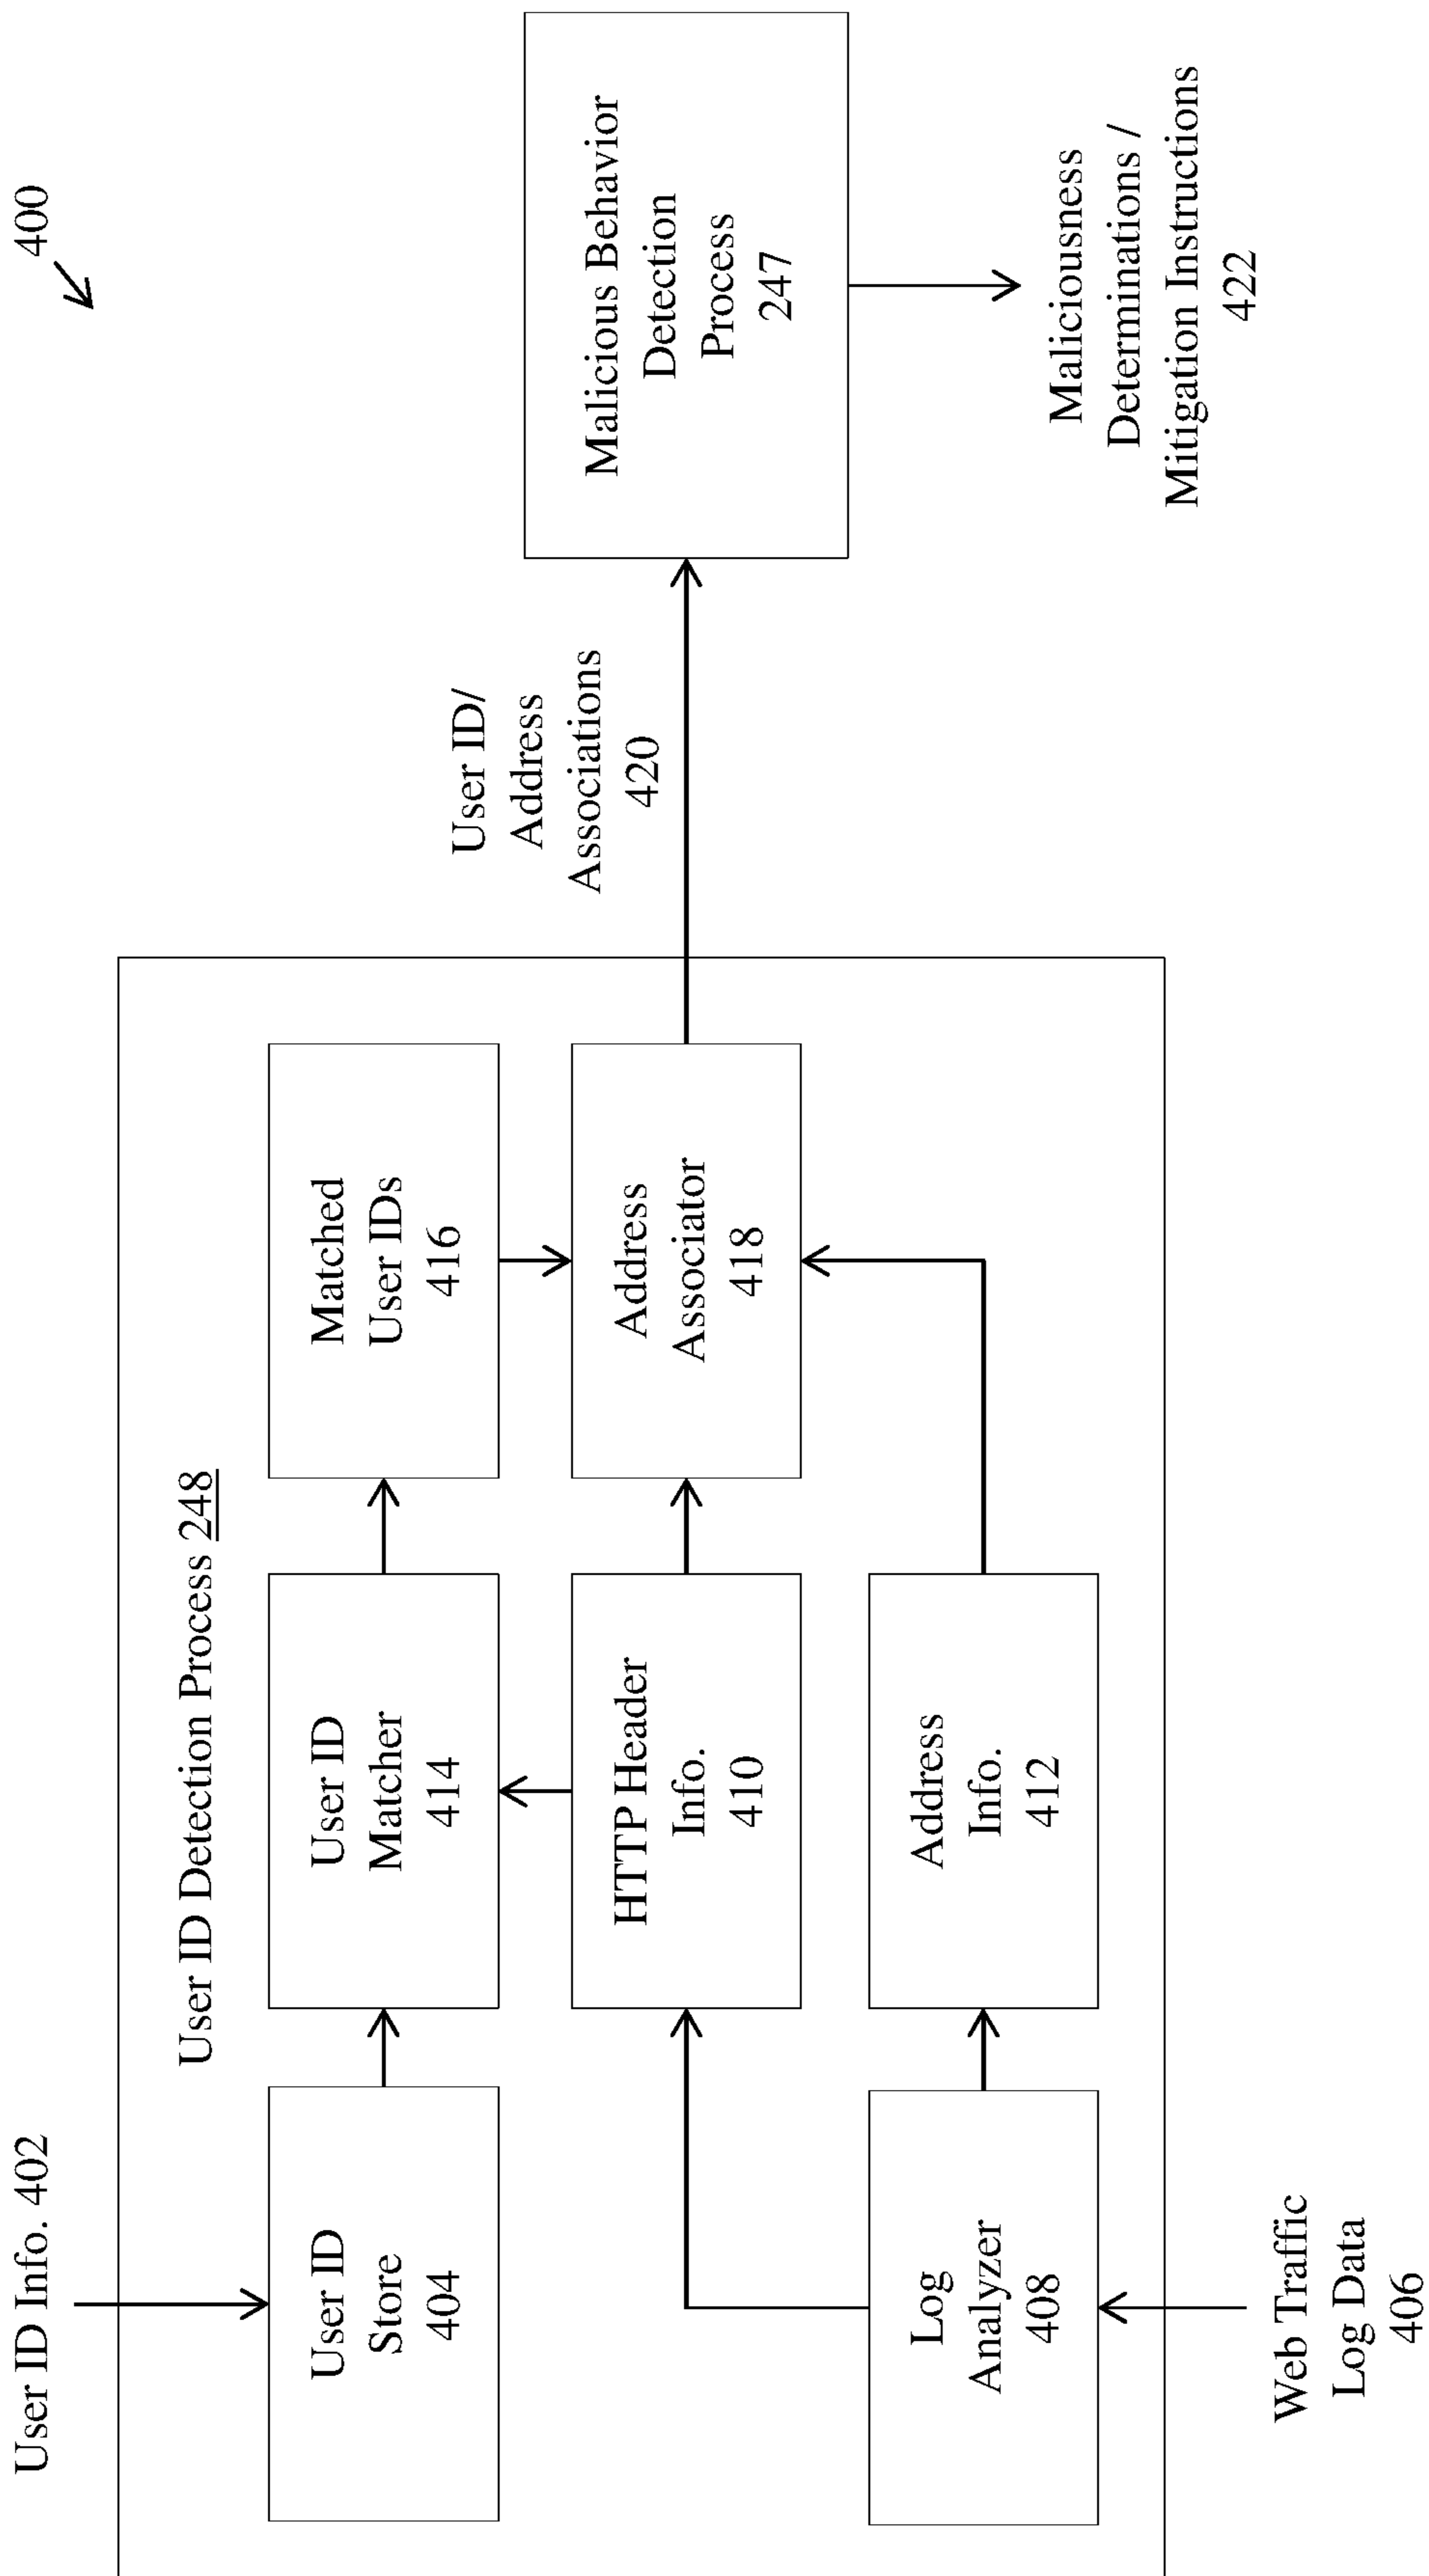 400
User ID Info. 402
User ID Detection Process 248
User ID
Store
404
User ID
Matcher
414
Matched
User IDs
416
HTTP Header
Info.
410
Address
Associator
418
Log
Analyzer
408
Address
Info.
412
Web Traffic
Log Data
406
User ID/
Address
Associations
420
Malicious Behavior
Detection
Process
247
Maliciousness
Determinations /
Mitigation Instructions
422